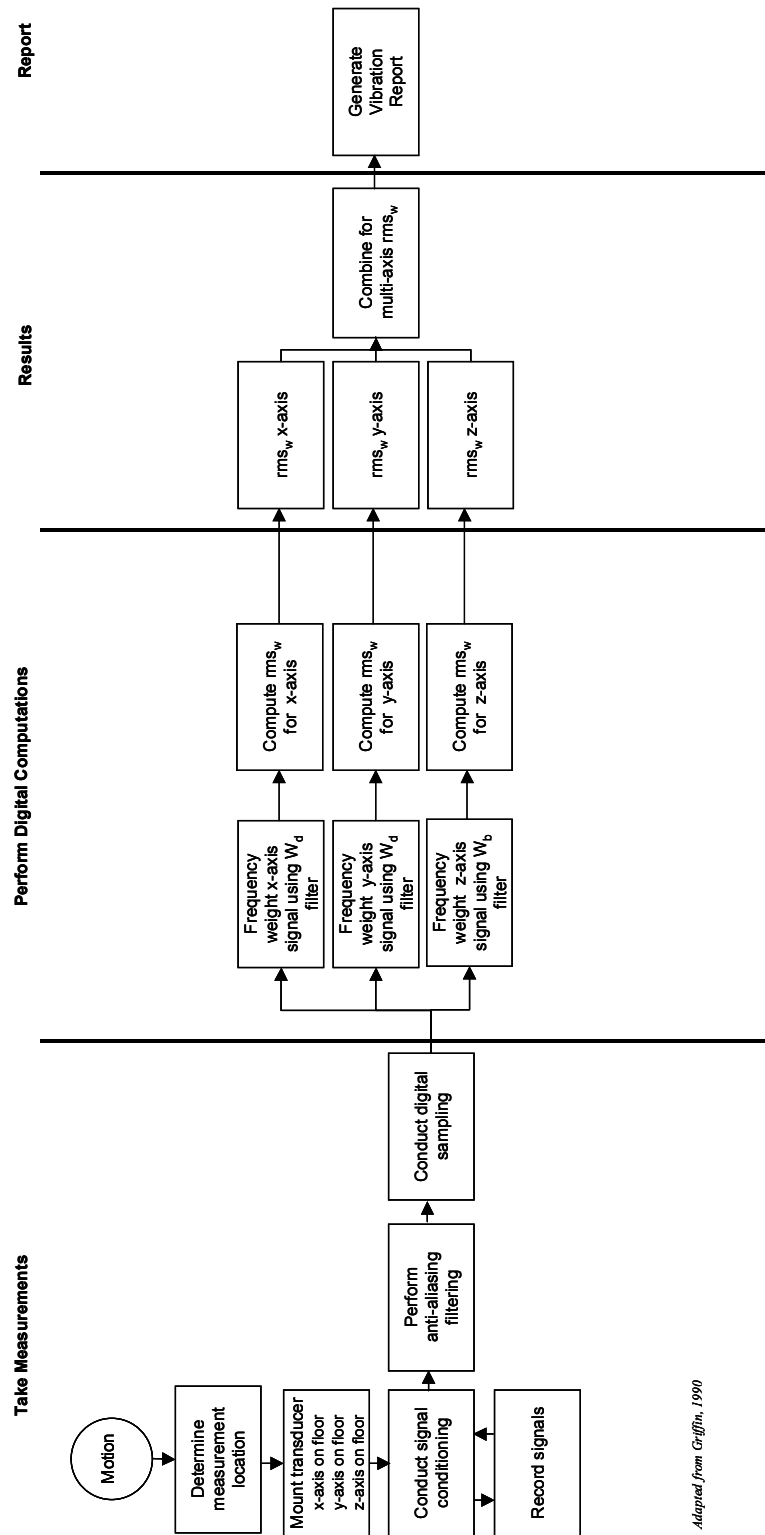 Take Measurements
Perform Digital Computations
Results
Report
Motion
Determine
measurement
location
Mount transducer
x-axis on floor
y-axis on floor
z-axis on floor
Conduct signal
conditioning
Record signals
Perform
anti-aliasing
filtering
Conduct digital
sampling
Frequency
weight x-axis
signal using Wd
filter
Frequency
weight y-axis
signal using Wd
filter
Frequency
weight z-axis
signal using Wb
filter
Compute rmsw
for x-axis
Compute rmsw
for y-axis
Compute rmsw
for z-axis
rmsw x-axis
rmsw y-axis
rmsw z-axis
Combine for
multi-axis rmsw
Generate
Vibration
Report
Adapted from Griffin, 1990